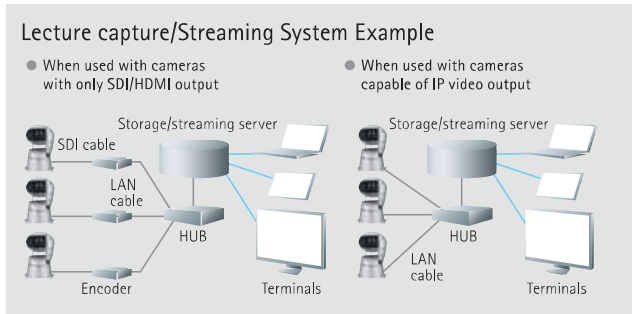 Lecture capture/Streaming System Example
● When used with cameras
with only SDI/HDMI output
Storage/streaming server
SDI cable
LAN
cable
HUB
Encoder
Terminals
● When used with cameras
capable of IP video output
Storage/streaming server
HUB
LAN
cable
Terminals